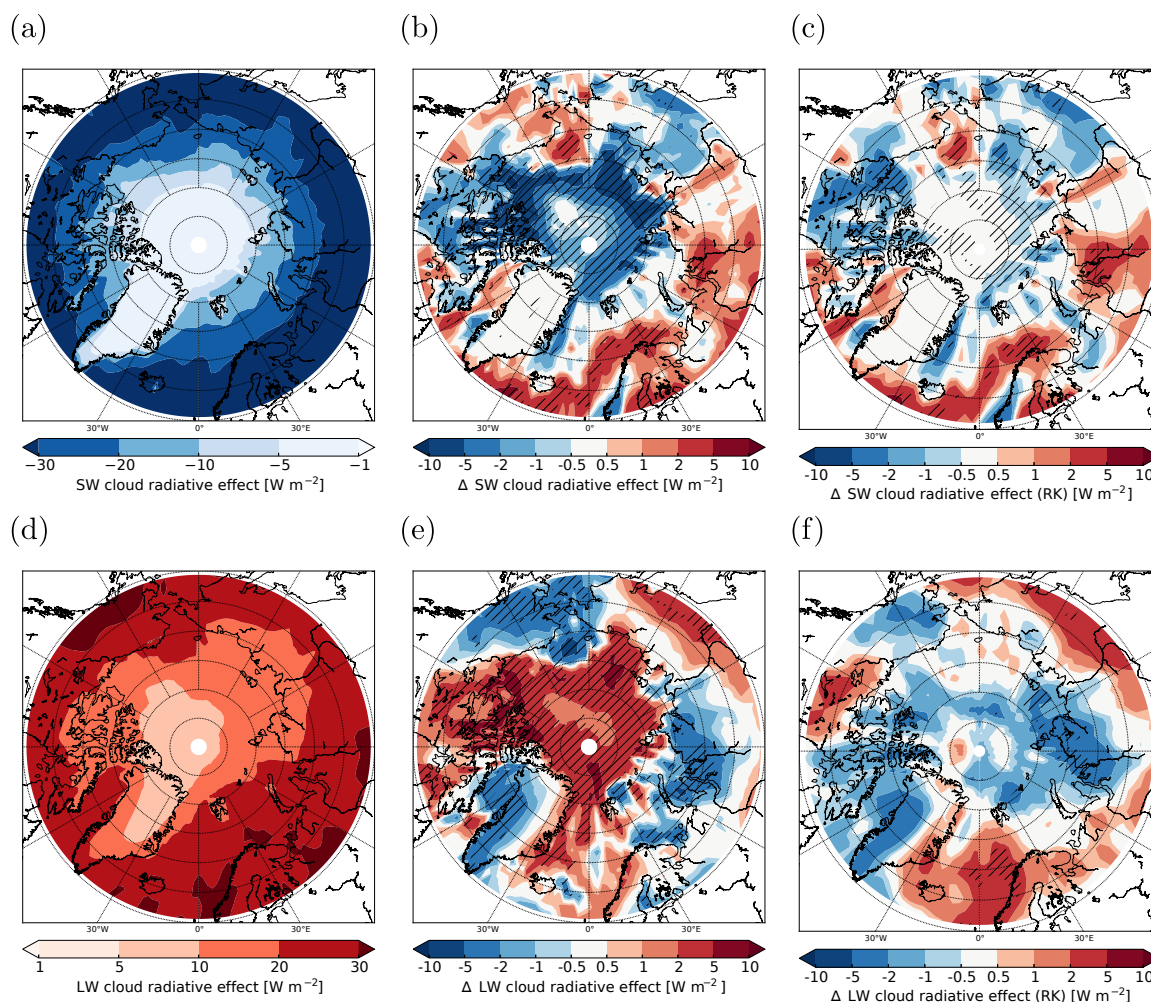 (a)
(b)
(c)
30°W 0° 30°E
30°W 0° 30°E
30°W 0° 30°E
−30 −20 −10 −5 −1
SW cloud radiative effect [W m−2]
-10 -5 -2 -1 -0.5 0.5 1 2 5 10
Δ SW cloud radiative effect [W m−2]
-10 -5 -2 -1 -0.5 0.5 1 2 5 10
Δ SW cloud radiative effect (RK) [W m−2]
(d)
(e)
(f)
30°W 0° 30°E
30°W 0° 30°E
30°W 0° 30°E
1 5 10 20 30
LW cloud radiative effect [W m−2]
-10 -5 -2 -1 -0.5 0.5 1 2 5 10
Δ LW cloud radiative effect [W m−2]
-10 -5 -2 -1 -0.5 0.5 1 2 5 10
Δ LW cloud radiative effect (RK) [W m−2]